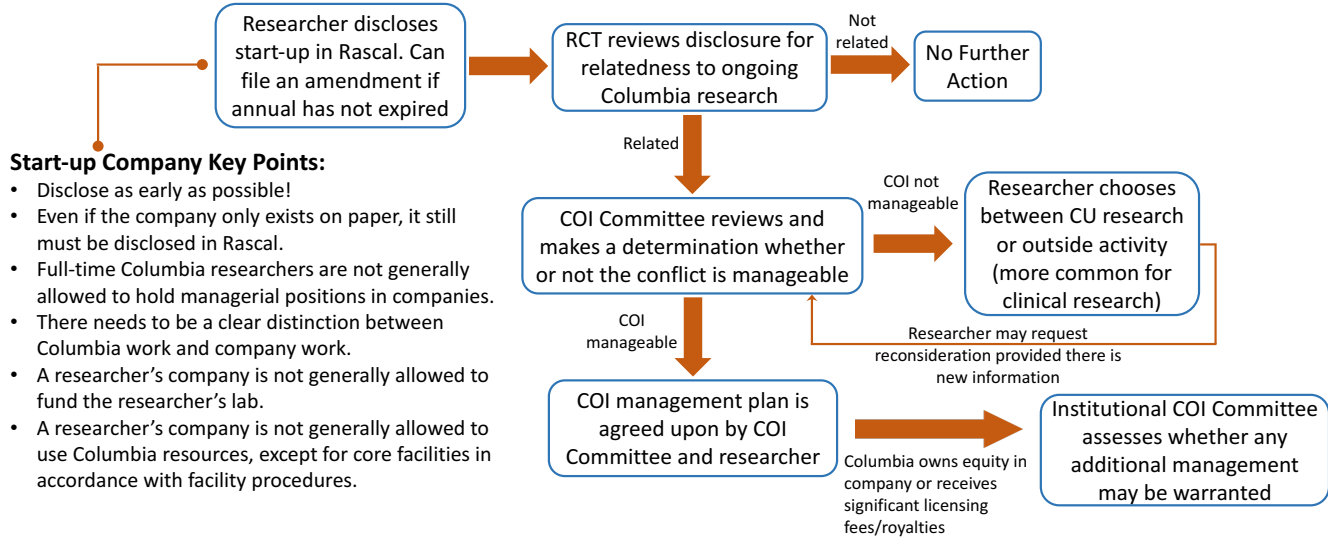 Researcher discloses
start-up in Rascal. Can
file an amendment if
annual has not expired
RCT reviews disclosure for
relatedness to ongoing
Columbia research
Not
related
No Further
Action
Related
Start-up Company Key Points:
• Disclose as early as possible!
• Even if the company only exists on paper, it still
must be disclosed in Rascal.
• Full-time Columbia researchers are not generally
allowed to hold managerial positions in companies.
• There needs to be a clear distinction between
Columbia work and company work.
• A researcher’s company is not generally allowed to
fund the researcher’s lab.
• A researcher’s company is not generally allowed to
use Columbia resources, except for core facilities in
accordance with facility procedures.
COI Committee reviews and
makes a determination whether
or not the conflict is manageable
COI not
manageable
Researcher chooses
between CU research
or outside activity
(more common for
clinical research)
Researcher may request
reconsideration provided there is
new information
COI
manageable
COI management plan is
agreed upon by COI
Committee and researcher
Columbia owns equity in
company or receives
significant licensing
fees/royalties
Institutional COI Committee
assesses whether any
additional management
may be warranted